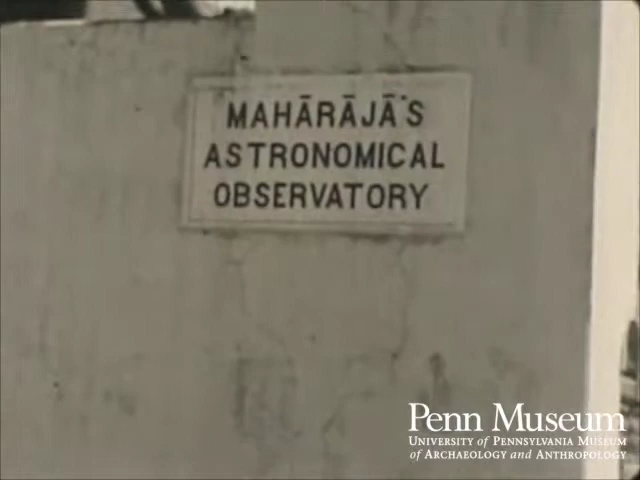 MAHĀRĀJĀ'S
ASTRONOMICAL
OBSERVATORY
Penn Museum
UNIVERSITY of PENNSYLVANIA MUSEUM
of ARCHAEOLOGY and ANTHROPOLOGY